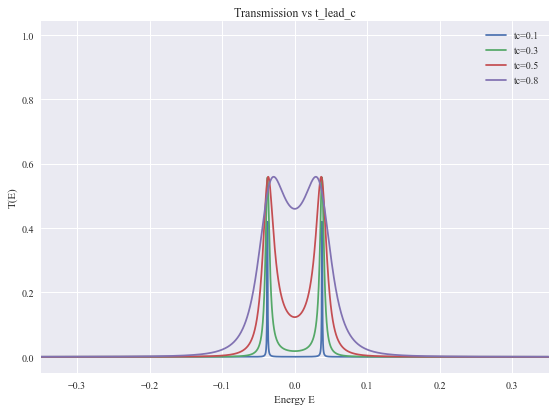 Transmission vs t_lead_c
tc=0.1
tc=0.3
tc=0.5
tc=0.8
1.0
0.8
0.6
0.4
0.2
0.0
T(E)
−0.3
−0.2
−0.1
0.0
0.1
0.2
0.3
Energy E